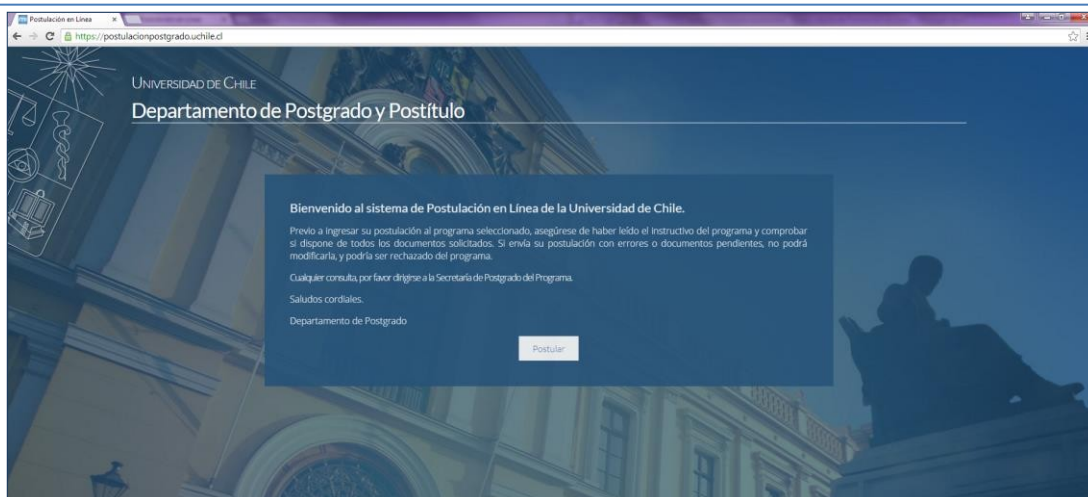 Postulación en Línea
https://postulacionpostgrado.uchile.cl
UNIVERSIDAD DE CHILE
Departamento de Postgrado y Postítulo
Bienvenido al sistema de Postulación en Línea de la Universidad de Chile.
Previo a ingresar su postulación al programa seleccionado, asegúrese de haber leído el instructivo del programa y comprobar
si dispone de todos los documentos solicitados. Si envía su postulación con errores o documentos pendientes, no podrá
modificarla, y podría ser rechazado del programa.
Cualquier consulta, por favor dirigirse a la Secretaría de Postgrado del Programa.
Saludos cordiales.
Departamento de Postgrado
Postular